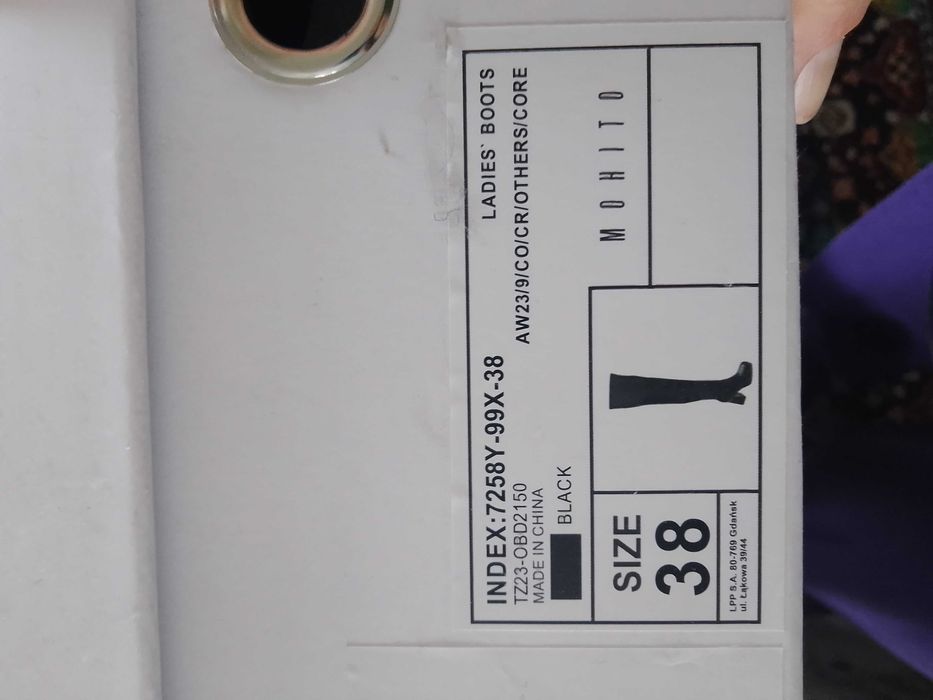 INDEX:7258Y-99X-38
LADIES` BOOTS
TZ23-OBD2150
AW23/9/CO/CR/OTHERS/CORE
MADE IN CHINA
BLACK
MOHITO
SIZE
38
LPP S.A. 80-769 Gdańsk
ul. Łąkowa 39/44